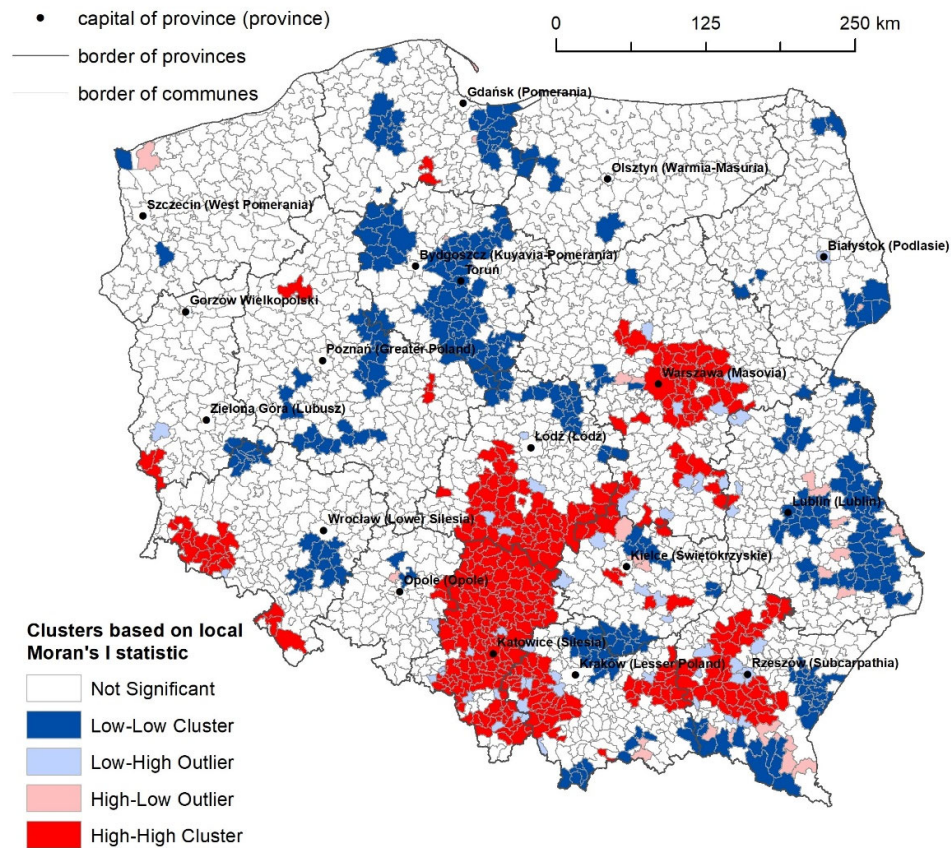 capital of province (province)
0 125 250 km
border of provinces
border of communes
Gdańsk (Pomerania)
Olsztyn (Warmia-Masuria)
Szczecin (West Pomerania)
Białystok (Podlasie)
Bydgoszcz (Kuyavia-Pomerania)
Toruń
Gorzów Wielkopolski
Poznań (Greater Poland)
Warszawa (Masovia)
Zielona Góra (Lubusz)
Łódź (Łódź)
Lublin (Lublin)
Wrocław (Lower Silesia)
Kielce (Świętokrzyskie)
Opole (Opole)
Katowice (Silesia)
Kraków (Lesser Poland)
Rzeszów (Subcarpathia)
Clusters based on local
Moran's I statistic
Not Significant
Low-Low Cluster
Low-High Outlier
High-Low Outlier
High-High Cluster